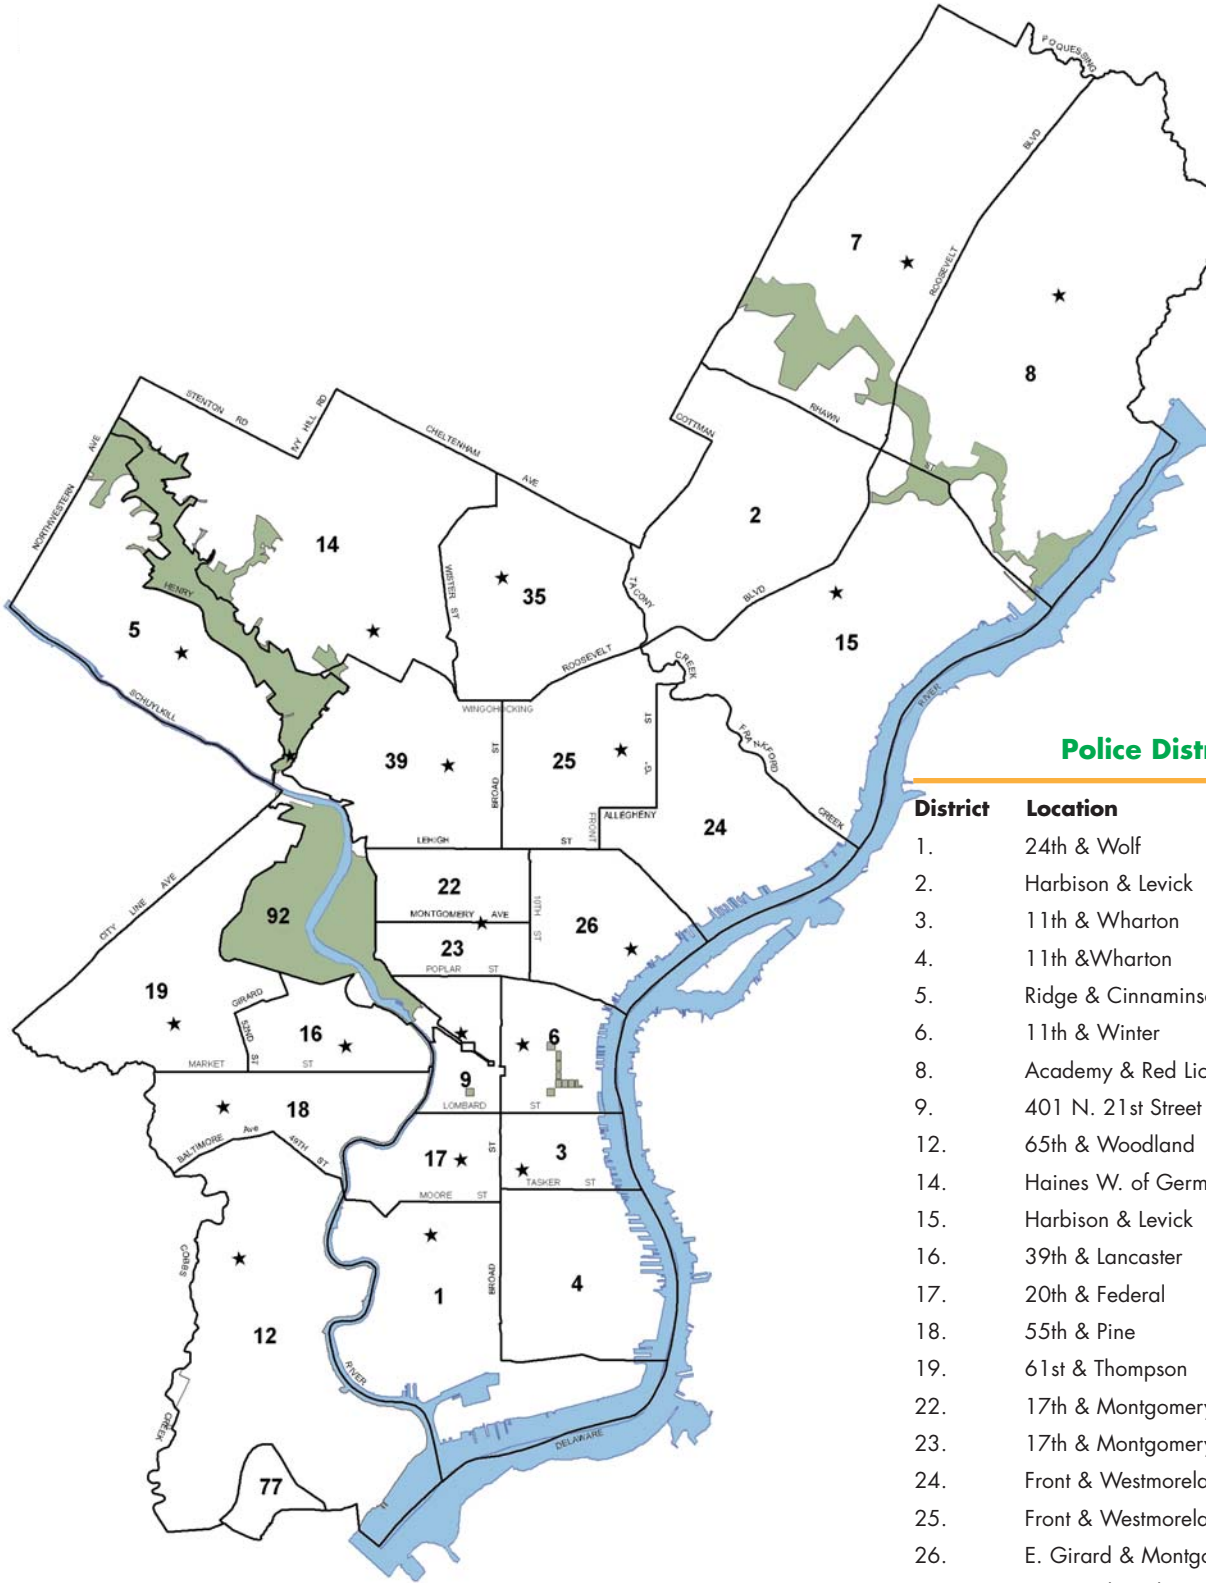 POQUESSING
BLVD
7
ROOSEVELT
8
STENTON RD
IVY HILL RD
CHELTENHAM AVE
COTTMAN
RHAWN ST
NORTHWESTERN AVE
14
2
HENRY
WISTER ST
35
TACONY
BLVD
5
15
ROOSEVELT
CREEK
SCHUYLKILL
WINGOHOCKING
RIVER
39
BROAD ST
25
"G" ST
FRANKFORD
CREEK
ALLEGHENY
FRONT
24
LEHIGH ST
22
CITY LINE AVE
92
MONTGOMERY AVE
10TH ST
26
23
POPLAR ST
19
GIRARD
52ND ST
16
6
MARKET ST
9
18
LOMBARD ST
BALTIMORE Ave
49TH ST
17
ST
3
TASKER ST
MOORE ST
COBBS
BROAD
1
4
12
RIVER
CREEK
DELAWARE
77
Police Distr
District Location
1. 24th & Wolf
2. Harbison & Levick
3. 11th & Wharton
4. 11th &Wharton
5. Ridge & Cinnamins
6. 11th & Winter
8. Academy & Red Lio
9. 401 N. 21st Street
12. 65th & Woodland
14. Haines W. of Germ
15. Harbison & Levick
16. 39th & Lancaster
17. 20th & Federal
18. 55th & Pine
19. 61st & Thompson
22. 17th & Montgomery
23. 17th & Montgomery
24. Front & Westmorela
25. Front & Westmorela
26. E. Girard & Montgo